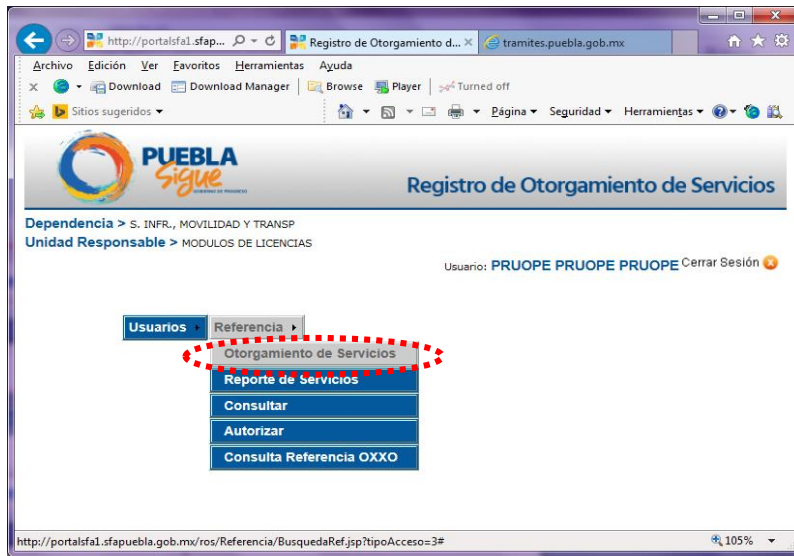 http://portalsfa1.sfap...
Registro de Otorgamiento d...
tramites.puebla.gob.mx
Archivo Edición Ver Favoritos Herramientas Ayuda
x Download Download Manager Browse Player Turned off
Sitios sugeridos
Página Seguridad Herramientas
PUEBLA
Sigue
Registro de Otorgamiento de Servicios
Dependencia > S. INFR., MOVILIDAD Y TRANSP
Unidad Responsable > MODULOS DE LICENCIAS
Usuario: PRUOPE PRUOPE PRUOPE Cerrar Sesión
Usuarios Referencia
Otorgamiento de Servicios
Reporte de Servicios
Consultar
Autorizar
Consulta Referencia OXXO
http://portalsfa1.sfapuebla.gob.mx/ros/Referencia/BusquedaRef.jsp?tipoAcceso=3#
105%